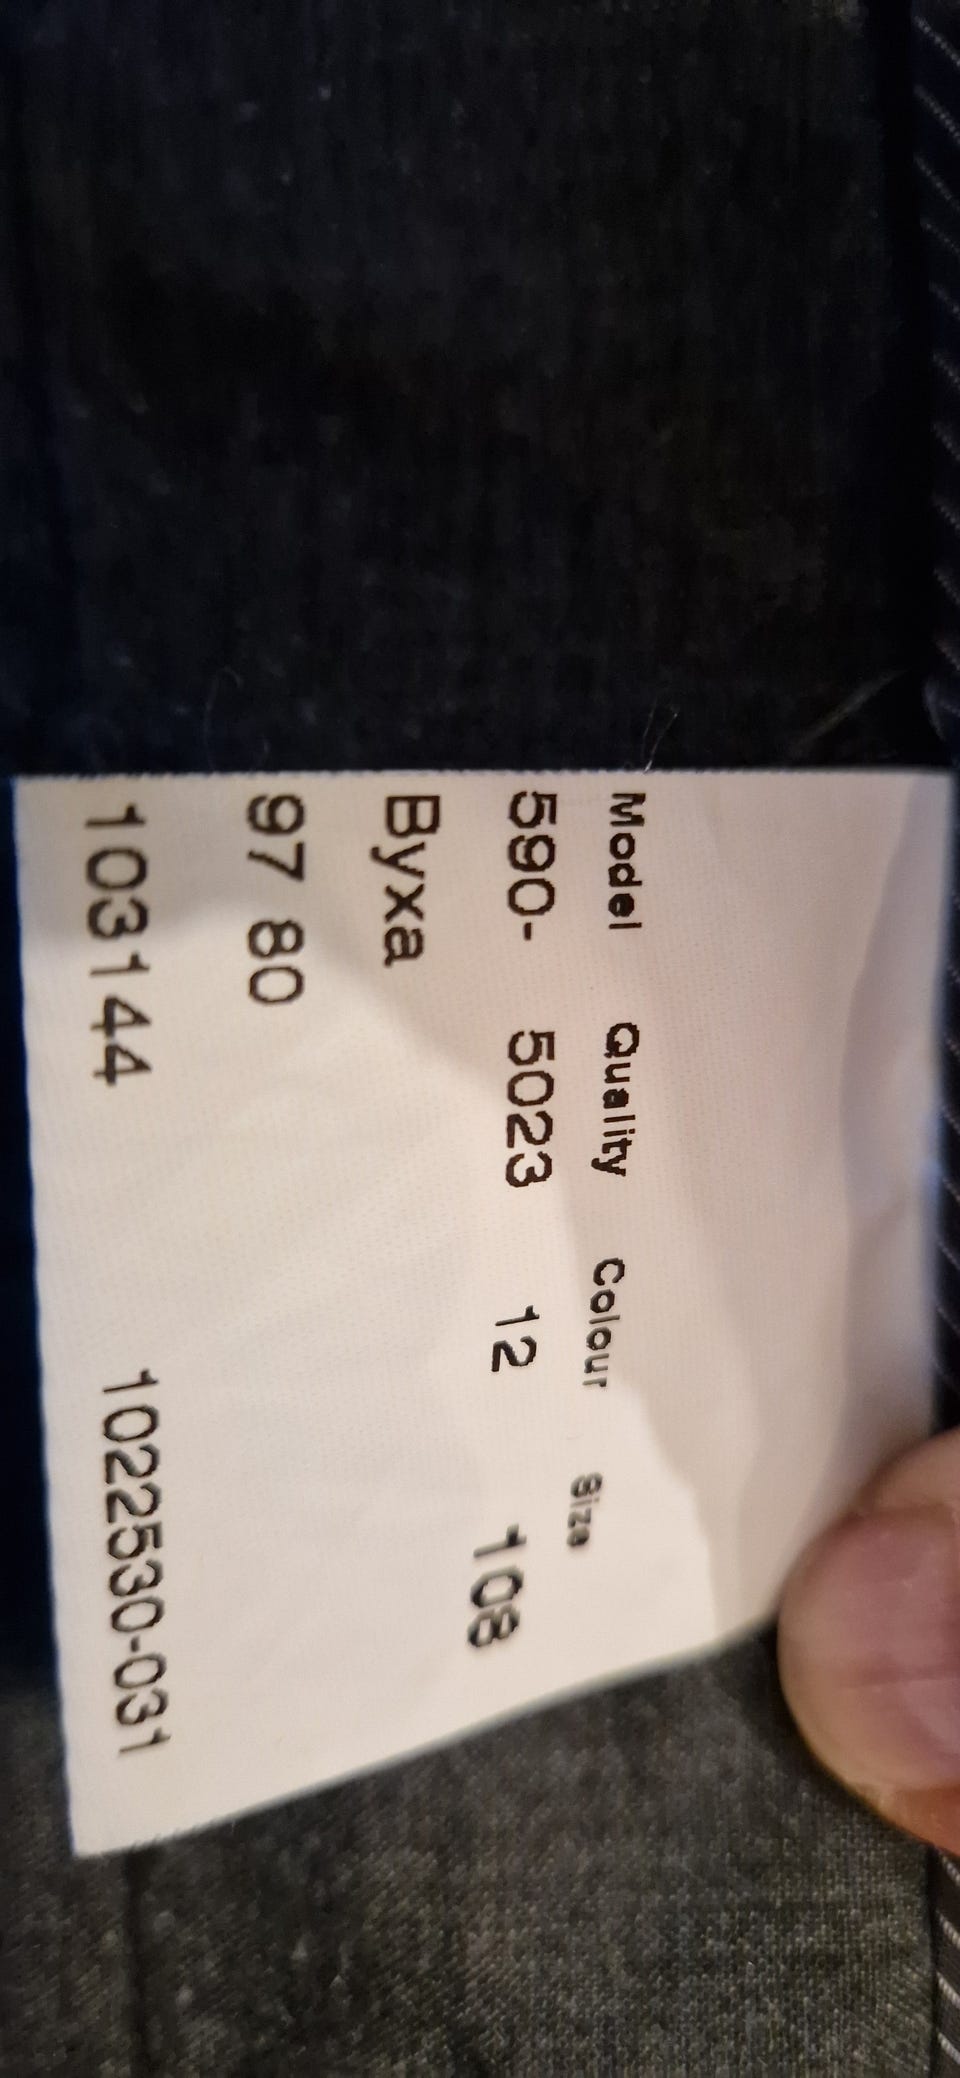 Model Quality Colour Size
590- 5023 12 108
Byxa
97 80
103144 1022530-031